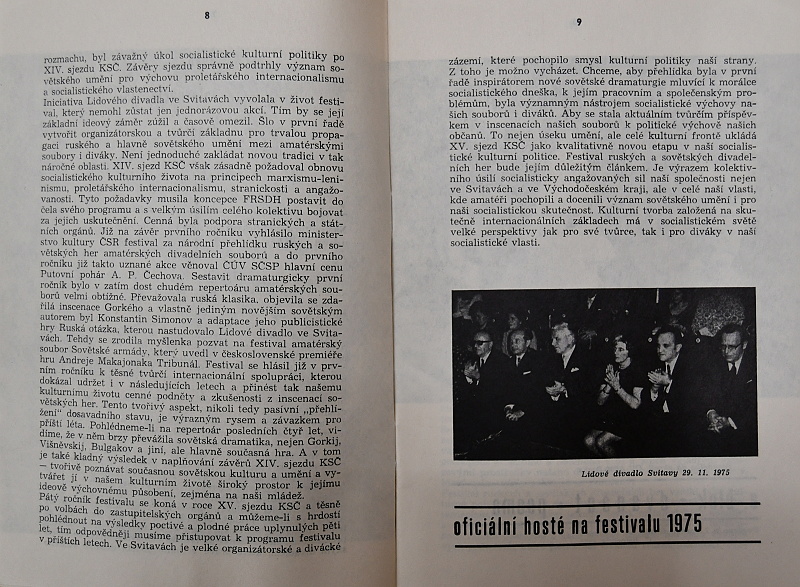 8
rozmachu, byl závažný úkol socialistické kulturní politiky po
XIV. sjezdu KSČ. Závěry sjezdu správně podtrhly význam so-
větského umění pro výchovu proletářského internacionalismu
a socialistického vlastenectví.
Iniciativa Lidového divadla ve Svitavách vyvolala v život festi-
val, který nemohl zůstat jen jednorázovou akcí. Tím by se její
základní ideový záměr zúžil a časově omezil. Šlo v první řadě
vytvořit organizátorskou a tvůrčí základnu pro trvalou propa-
gaci ruského a hlavně sovětského umění mezi amatérskými
soubory i diváky. Není jednoduché zakládat novou tradici v tak
náročné oblasti. XIV. sjezd KSČ však zásadně požadoval obnovu
socialistického kulturního života na principech marxismu-leni-
nismu, proletářského internacionalismu, stranickosti a angažo-
vanosti. Tyto požadavky musila koncepce FRSDH postavit do
čela svého programu a s velkým úsilím celého kolektivu bojovat
za jejich uskutečnění. Cenná byla podpora stranických a stát-
ních orgánů. Již na závěr prvního ročníku vyhlásilo minister-
stvo kultury ČSR festival za národní přehlídku ruských a so-
větských her amatérských divadelních souborů a do prvního
ročníku již takto uznané akce věnoval ČÚV SČSP hlavní cenu
Putovní pohár A. P. Čechova. Sestavit dramaturgicky první
ročník bylo v zatím dost chudém repertoáru amatérských sou-
borů velmi obtížné. Převažovala ruská klasika, objevila se zda-
řilá inscenace Gorkého a vlastně jediným novějším sovětským
autorem byl Konstantin Simonov a adaptace jeho publicistické
hry Ruská otázka, kterou nastudovalo Lidové divadlo ve Svita-
vách. Tehdy se zrodila myšlenka pozvat na festival amatérský
soubor Sovětské armády, který uvedl v československé premiéře
hru Andreje Makajonaka Tribunál. Festival se hlásil již v prv-
ním ročníku k těsné tvůrčí internacionální spolupráci, kterou
dokázal udržet i v následujících letech a přinést tak našemu
kulturnímu životu cenné podněty a zkušenosti z inscenací so-
větských her. Tento tvořivý aspekt, nikoli tedy pasivní „přehlí-
žení" dosavadního stavu, je výrazným rysem a závazkem pro
příští léta. Pohlédneme-li na repertoár posledních čtyř let, vi-
díme, že v něm brzy převážila sovětská dramatika, nejen Gorkij,
Višněvskij, Bulgakov a jiní, ale hlavně současná hra. A v tom
je také kladný výsledek v naplňování závěrů XIV. sjezdu KSČ
— tvořivě poznávat současnou sovětskou kulturu a umění a vy-
tvářet jí v našem kulturním životě široký prostor k jejímu
ideově výchovnému působení, zejména na naši mládež.
Pátý ročník festivalu se koná v roce XV. sjezdu KSČ a těsně
po volbách do zastupitelských orgánů a můžeme-li s hrdostí
pohlédnout na výsledky poctivé a plodné práce uplynulých pěti
let, tím odpovědněji musíme přistupovat k programu festivalu
v příštích letech. Ve Svitavách je velké organizátorské a divácké
9
zázemí, které pochopilo smysl kulturní politiky naší strany.
Z toho je možno vycházet. Chceme, aby přehlídka byla v první
řadě inspirátorem nové sovětské dramaturgie mluvící k morálce
socialistického dneška, k jejím pracovním a společenským pro-
blémům, byla významným nástrojem socialistické výchovy na-
šich souborů i diváků. Aby se stala aktuálním tvůrčím příspěv-
kem v inscenacích našich souborů k politické výchově našich
občanů. To nejen úseku umění, ale celé kulturní frontě ukládá
XV. sjezd KSČ jako kvalitativně novou etapu v naší socialis-
tické kulturní politice. Festival ruských a sovětských divadel-
ních her bude jejím důležitým článkem. Je výrazem kolektiv-
ního úsilí socialisticky angažovaných sil naší společnosti nejen
ve Svitavách a ve Východočeském kraji, ale v celé naší vlasti,
kde amatéři pochopili a docenili význam sovětského umění i pro
naši socialistickou skutečnost. Kulturní tvorba založená na sku-
tečně internacionálních základech má v socialistickém světě
velké perspektivy jak pro své tvůrce, tak i pro diváky v naší
socialistické vlasti.
Lidové divadlo Svitavy 29. 11. 1975
oficiální hosté na festivalu 1975